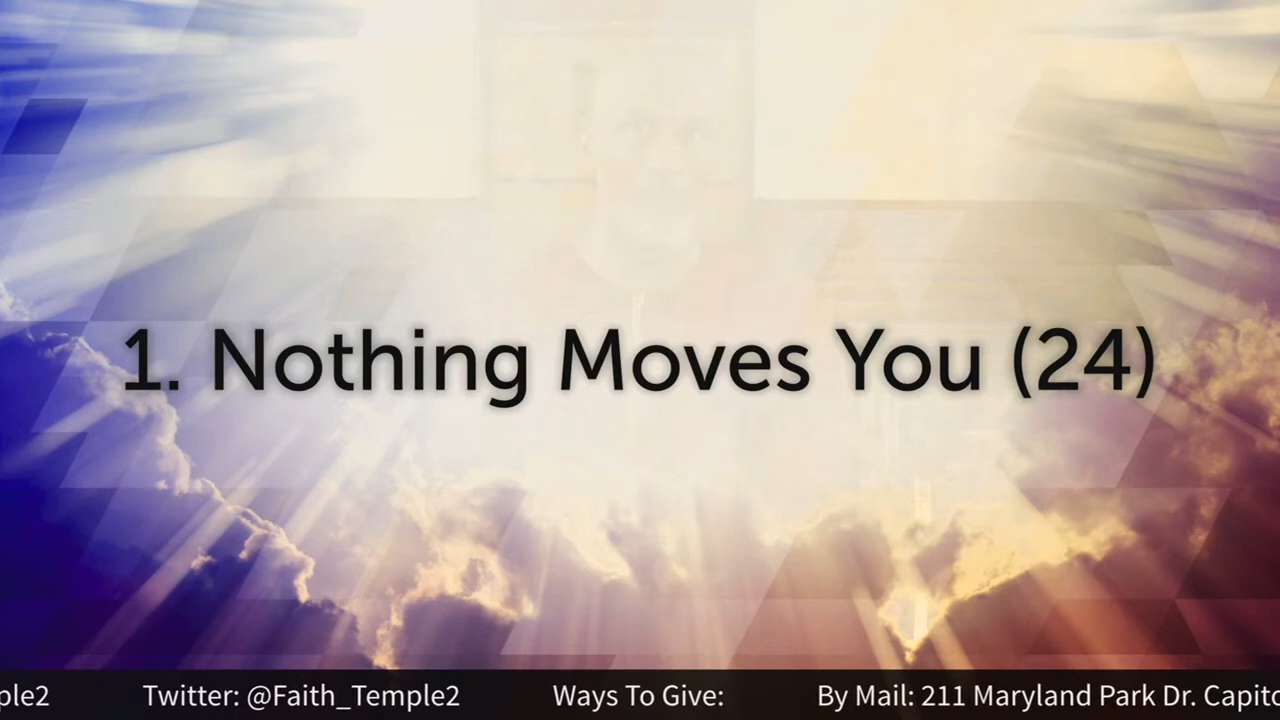 1. Nothing Moves You (24)
ple2 Twitter: @Faith_Temple2 Ways To Give: By Mail: 211 Maryland Park Dr. Capito